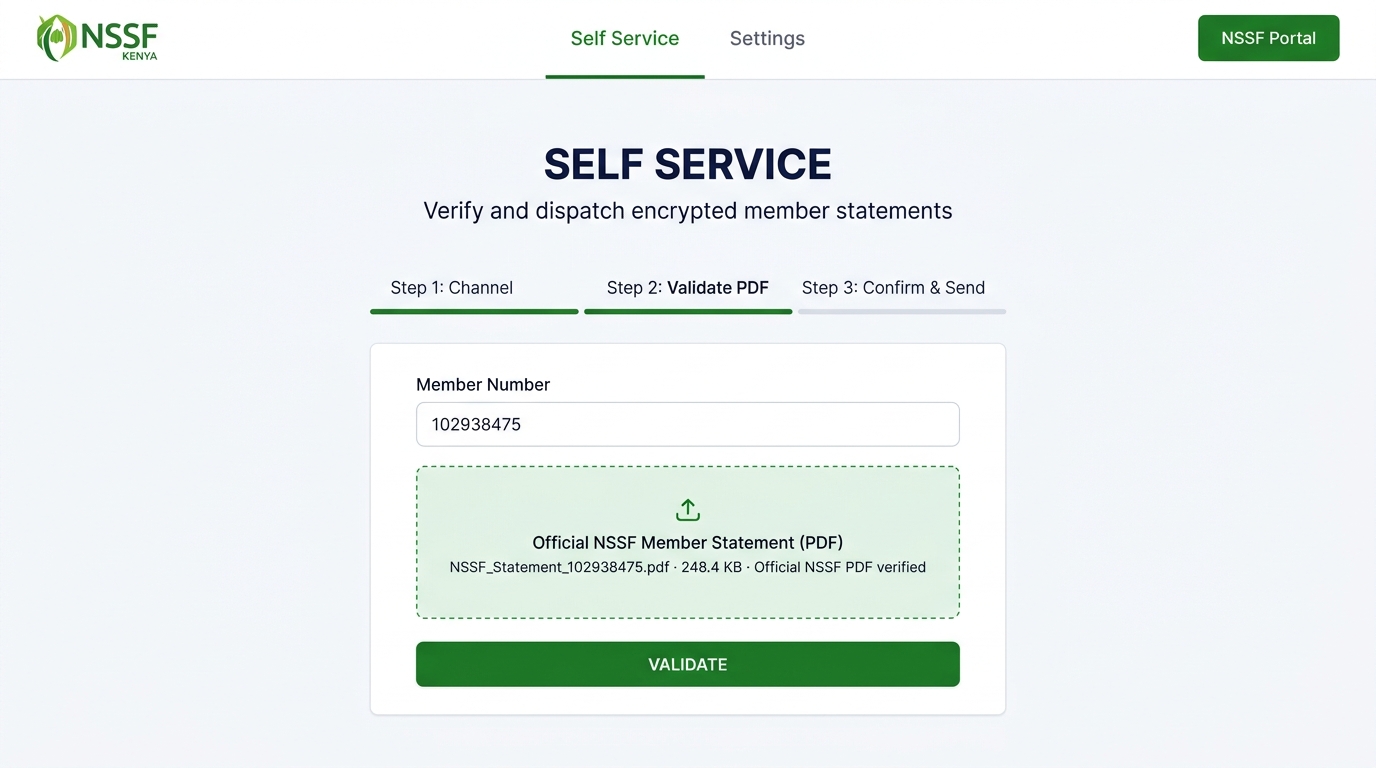 NSSF
KENYA
Self Service
Settings
NSSF Portal
SELF SERVICE
Verify and dispatch encrypted member statements
Step 1: Channel
Step 2: Validate PDF
Step 3: Confirm & Send
Member Number
102938475
Official NSSF Member Statement (PDF)
NSSF_Statement_102938475.pdf · 248.4 KB · Official NSSF PDF verified
VALIDATE